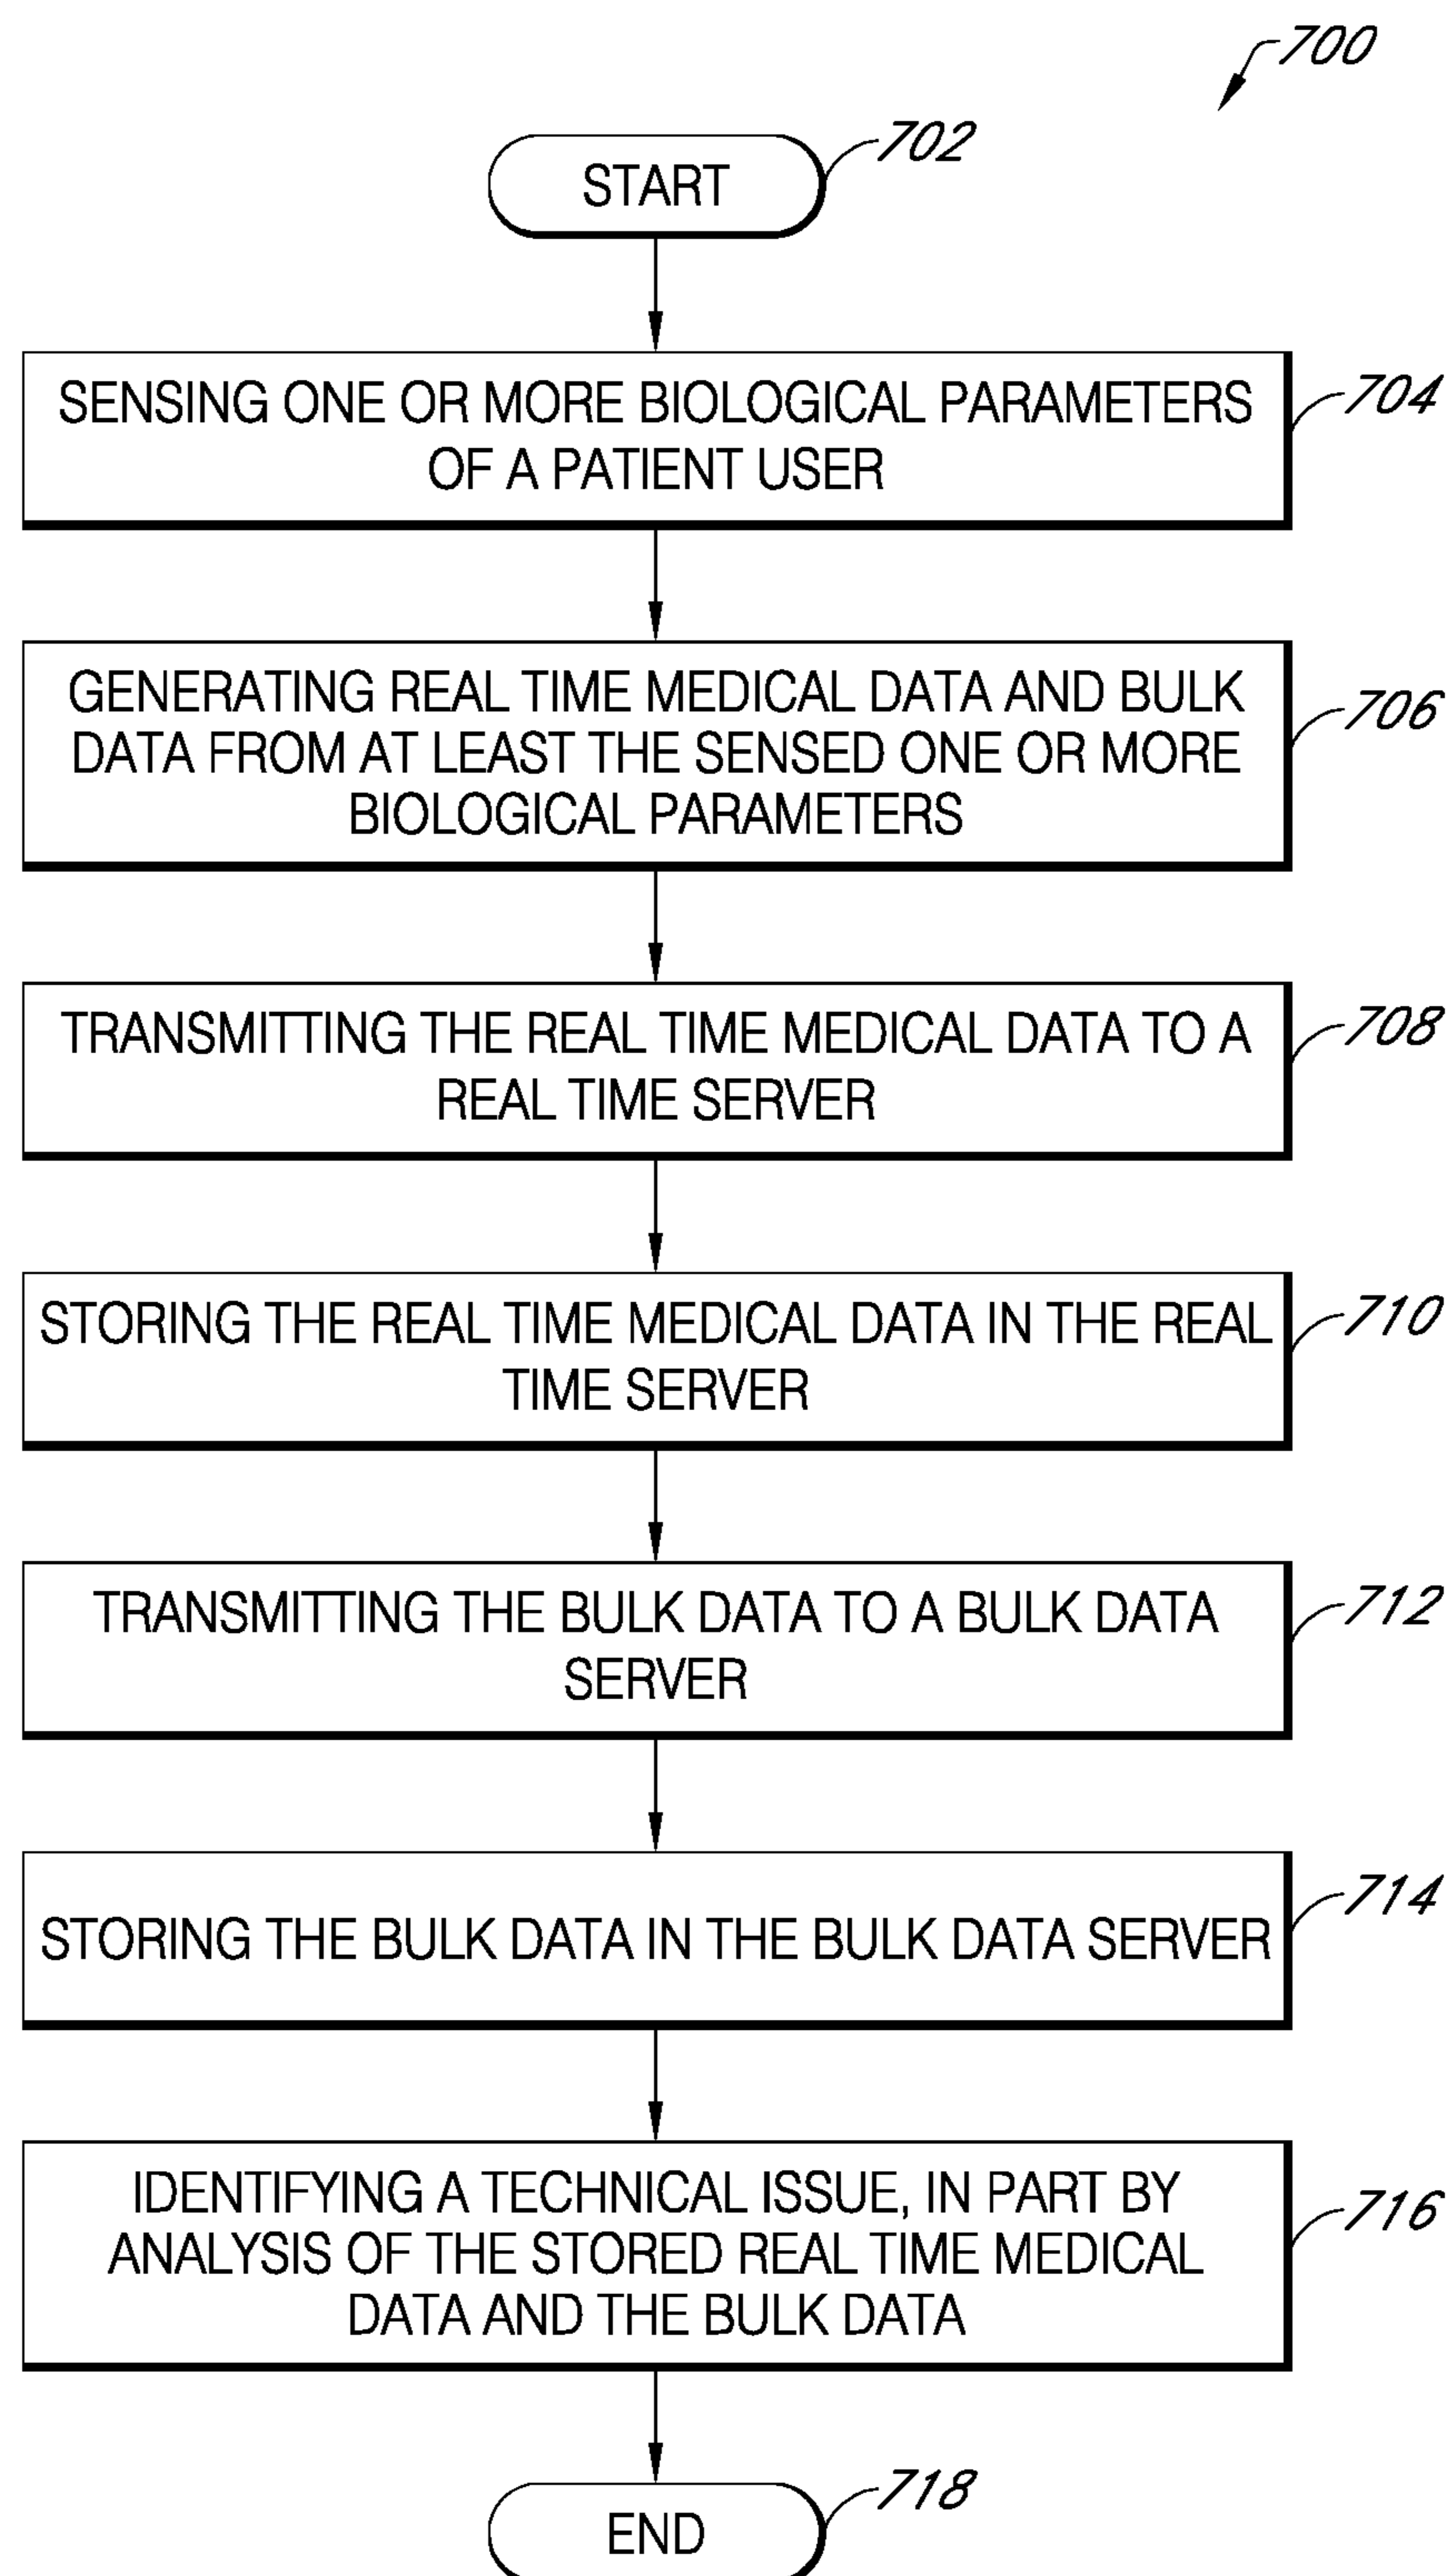 700
START
702
SENSING ONE OR MORE BIOLOGICAL PARAMETERS
OF A PATIENT USER
704
GENERATING REAL TIME MEDICAL DATA AND BULK
DATA FROM AT LEAST THE SENSED ONE OR MORE
BIOLOGICAL PARAMETERS
706
TRANSMITTING THE REAL TIME MEDICAL DATA TO A
REAL TIME SERVER
708
STORING THE REAL TIME MEDICAL DATA IN THE REAL
TIME SERVER
710
TRANSMITTING THE BULK DATA TO A BULK DATA
SERVER
712
STORING THE BULK DATA IN THE BULK DATA SERVER
714
IDENTIFYING A TECHNICAL ISSUE, IN PART BY
ANALYSIS OF THE STORED REAL TIME MEDICAL
DATA AND THE BULK DATA
716
END
718